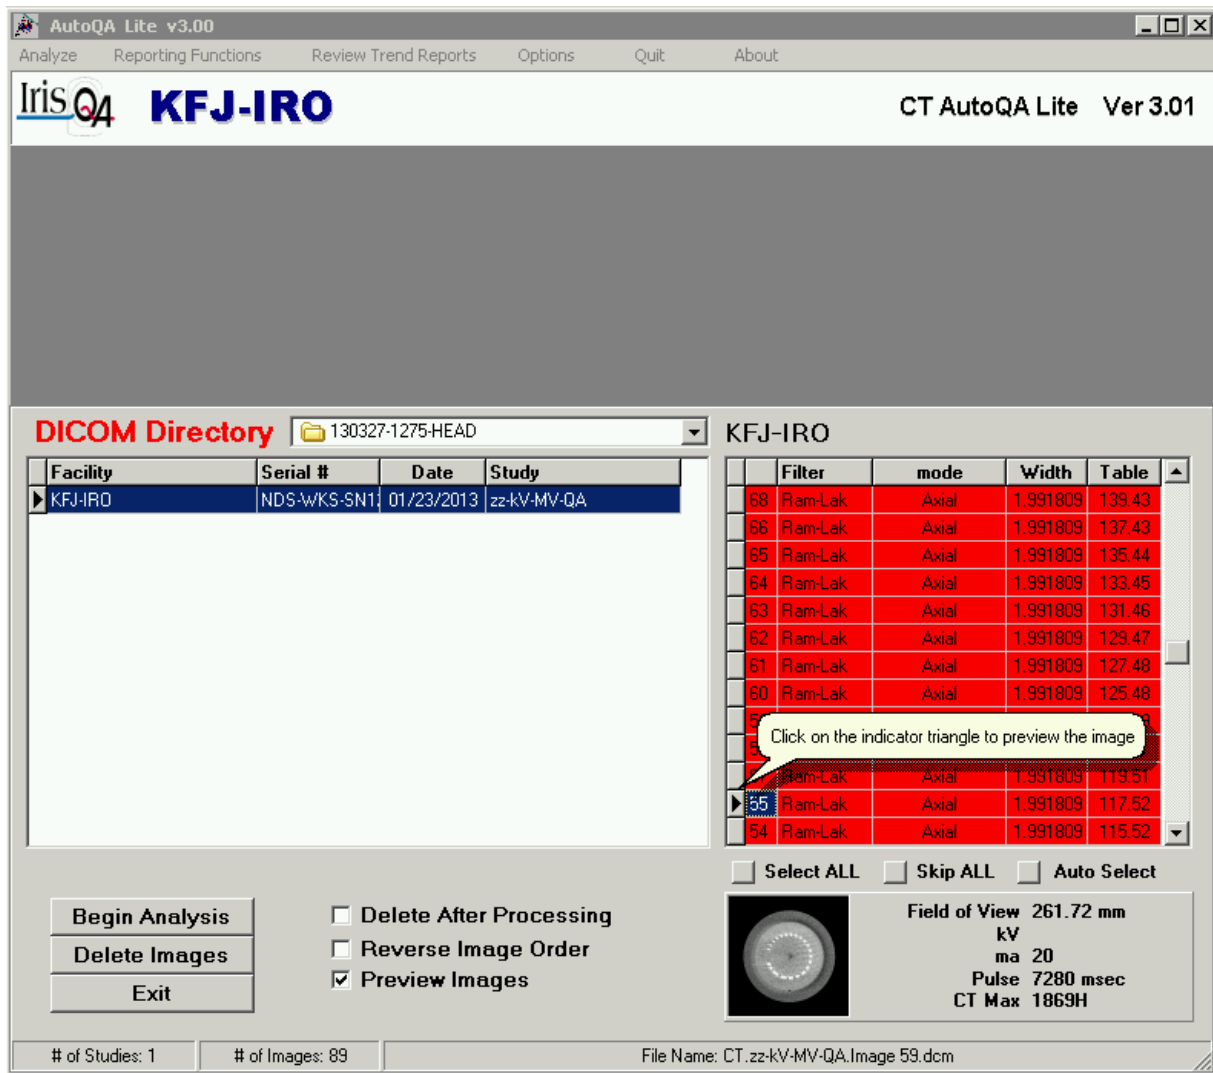 AutoQA Lite v3.00
Analyze Reporting Functions Review Trend Reports Options Quit About
Iris QA KFJ-IRO CT AutoQA Lite Ver 3.01
DICOM Directory 130327-1275-HEAD
Facility Serial # Date Study
KFJ-IRO NDS-WKS-SN1 01/23/2013 zz-kV-MV-QA
KFJ-IRO
Filter mode Width Table
68 Ram-Lak Axial 1.991809 139.43
66 Ram-Lak Axial 1.991809 137.43
65 Ram-Lak Axial 1.991809 135.44
64 Ram-Lak Axial 1.991809 133.45
63 Ram-Lak Axial 1.991809 131.46
62 Ram-Lak Axial 1.991809 129.47
61 Ram-Lak Axial 1.991809 127.48
60 Ram-Lak Axial 1.991809 125.48
Click on the indicator triangle to preview the image
Ram-Lak Axial 1.991809 119.51
55 Ram-Lak Axial 1.991809 117.52
54 Ram-Lak Axial 1.991809 115.52
Select ALL Skip ALL Auto Select
Begin Analysis
Delete Images
Exit
Delete After Processing
Reverse Image Order
Preview Images
Field of View 261.72 mm
kV
ma 20
Pulse 7280 msec
CT Max 1869H
# of Studies: 1 # of Images: 89 File Name: CT.zz-kV-MV-QA.Image 59.dcm